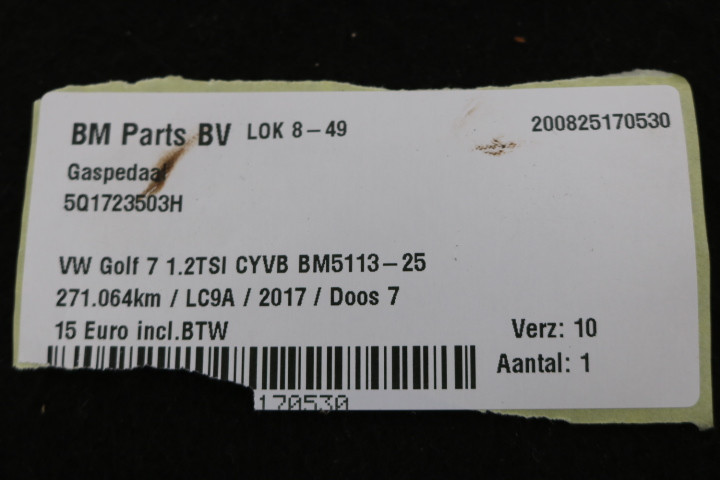 BM Parts BV LOK 8-49 200825170530
Gaspedaal
5Q1723503H
VW Golf 7 1.2TSI CYVB BM5113-25
271.064km / LC9A / 2017 / Doos 7
15 Euro incl.BTW Verz: 10
Aantal: 1
170530